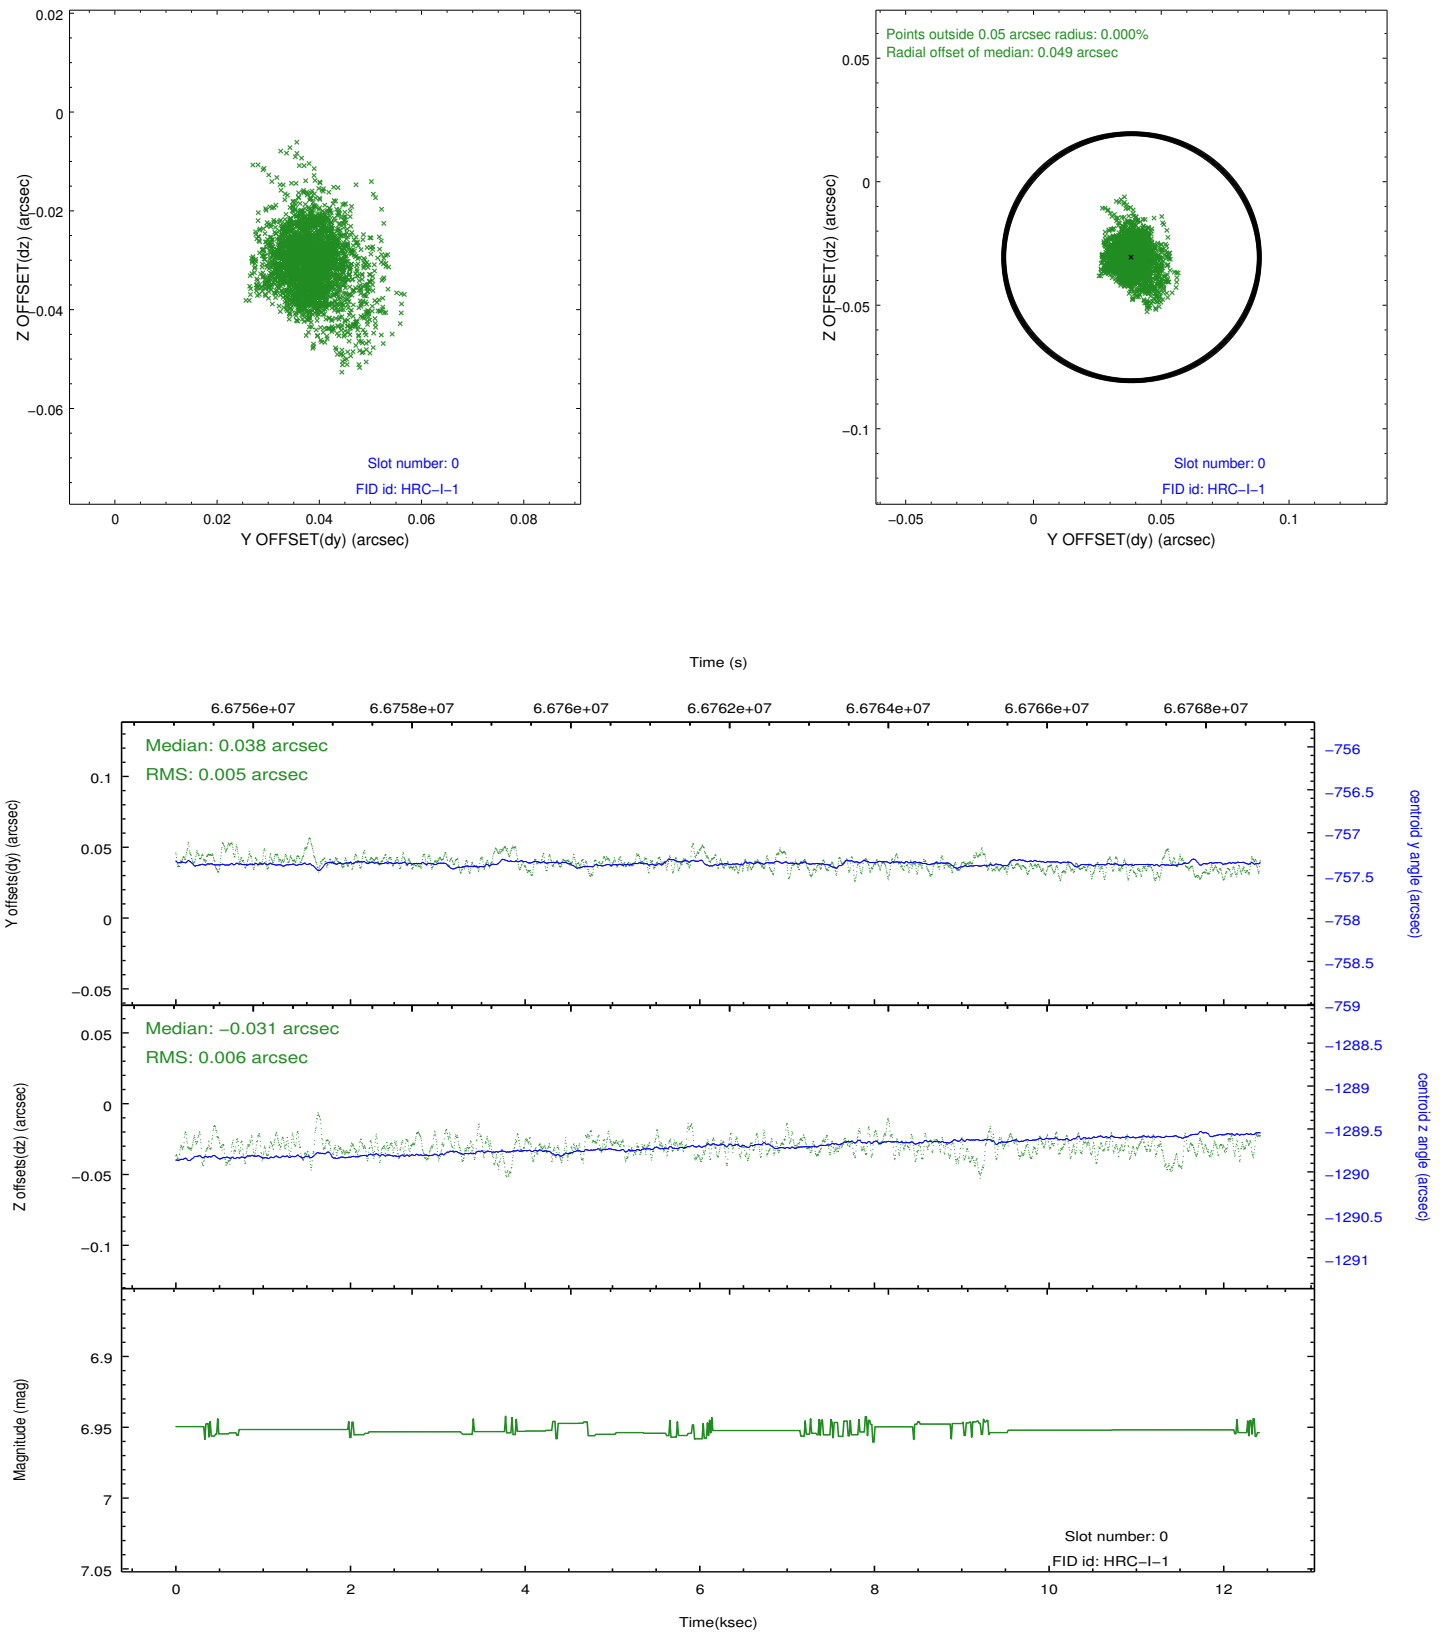 0.02
0
−0.02
−0.04
−0.06
Z OFFSET(dz) (arcsec)
0
0.02
0.04
0.06
0.08
Y OFFSET(dy) (arcsec)
Slot number: 0
FID id: HRC−I−1
Points outside 0.05 arcsec radius: 0.000%
Radial offset of median: 0.049 arcsec
0.05
0
−0.05
−0.1
Z OFFSET(dz) (arcsec)
−0.05
0
0.05
0.1
Y OFFSET(dy) (arcsec)
Slot number: 0
FID id: HRC−I−1
Time (s)
6.6756e+07
6.6758e+07
6.676e+07
6.6762e+07
6.6764e+07
6.6766e+07
6.6768e+07
Median: 0.038 arcsec
RMS: 0.005 arcsec
0.1
0.05
0
−0.05
Y offsets(dy) (arcsec)
−756
−756.5
−757
−757.5
−758
−758.5
−759
centroid y angle (arcsec)
Median: −0.031 arcsec
RMS: 0.006 arcsec
0.05
0
−0.05
−0.1
Z offsets(dz) (arcsec)
−1288.5
−1289
−1289.5
−1290
−1290.5
−1291
centroid z angle (arcsec)
6.9
6.95
7
7.05
Magnitude (mag)
Slot number: 0
FID id: HRC−I−1
0
2
4
6
8
10
12
Time(ksec)